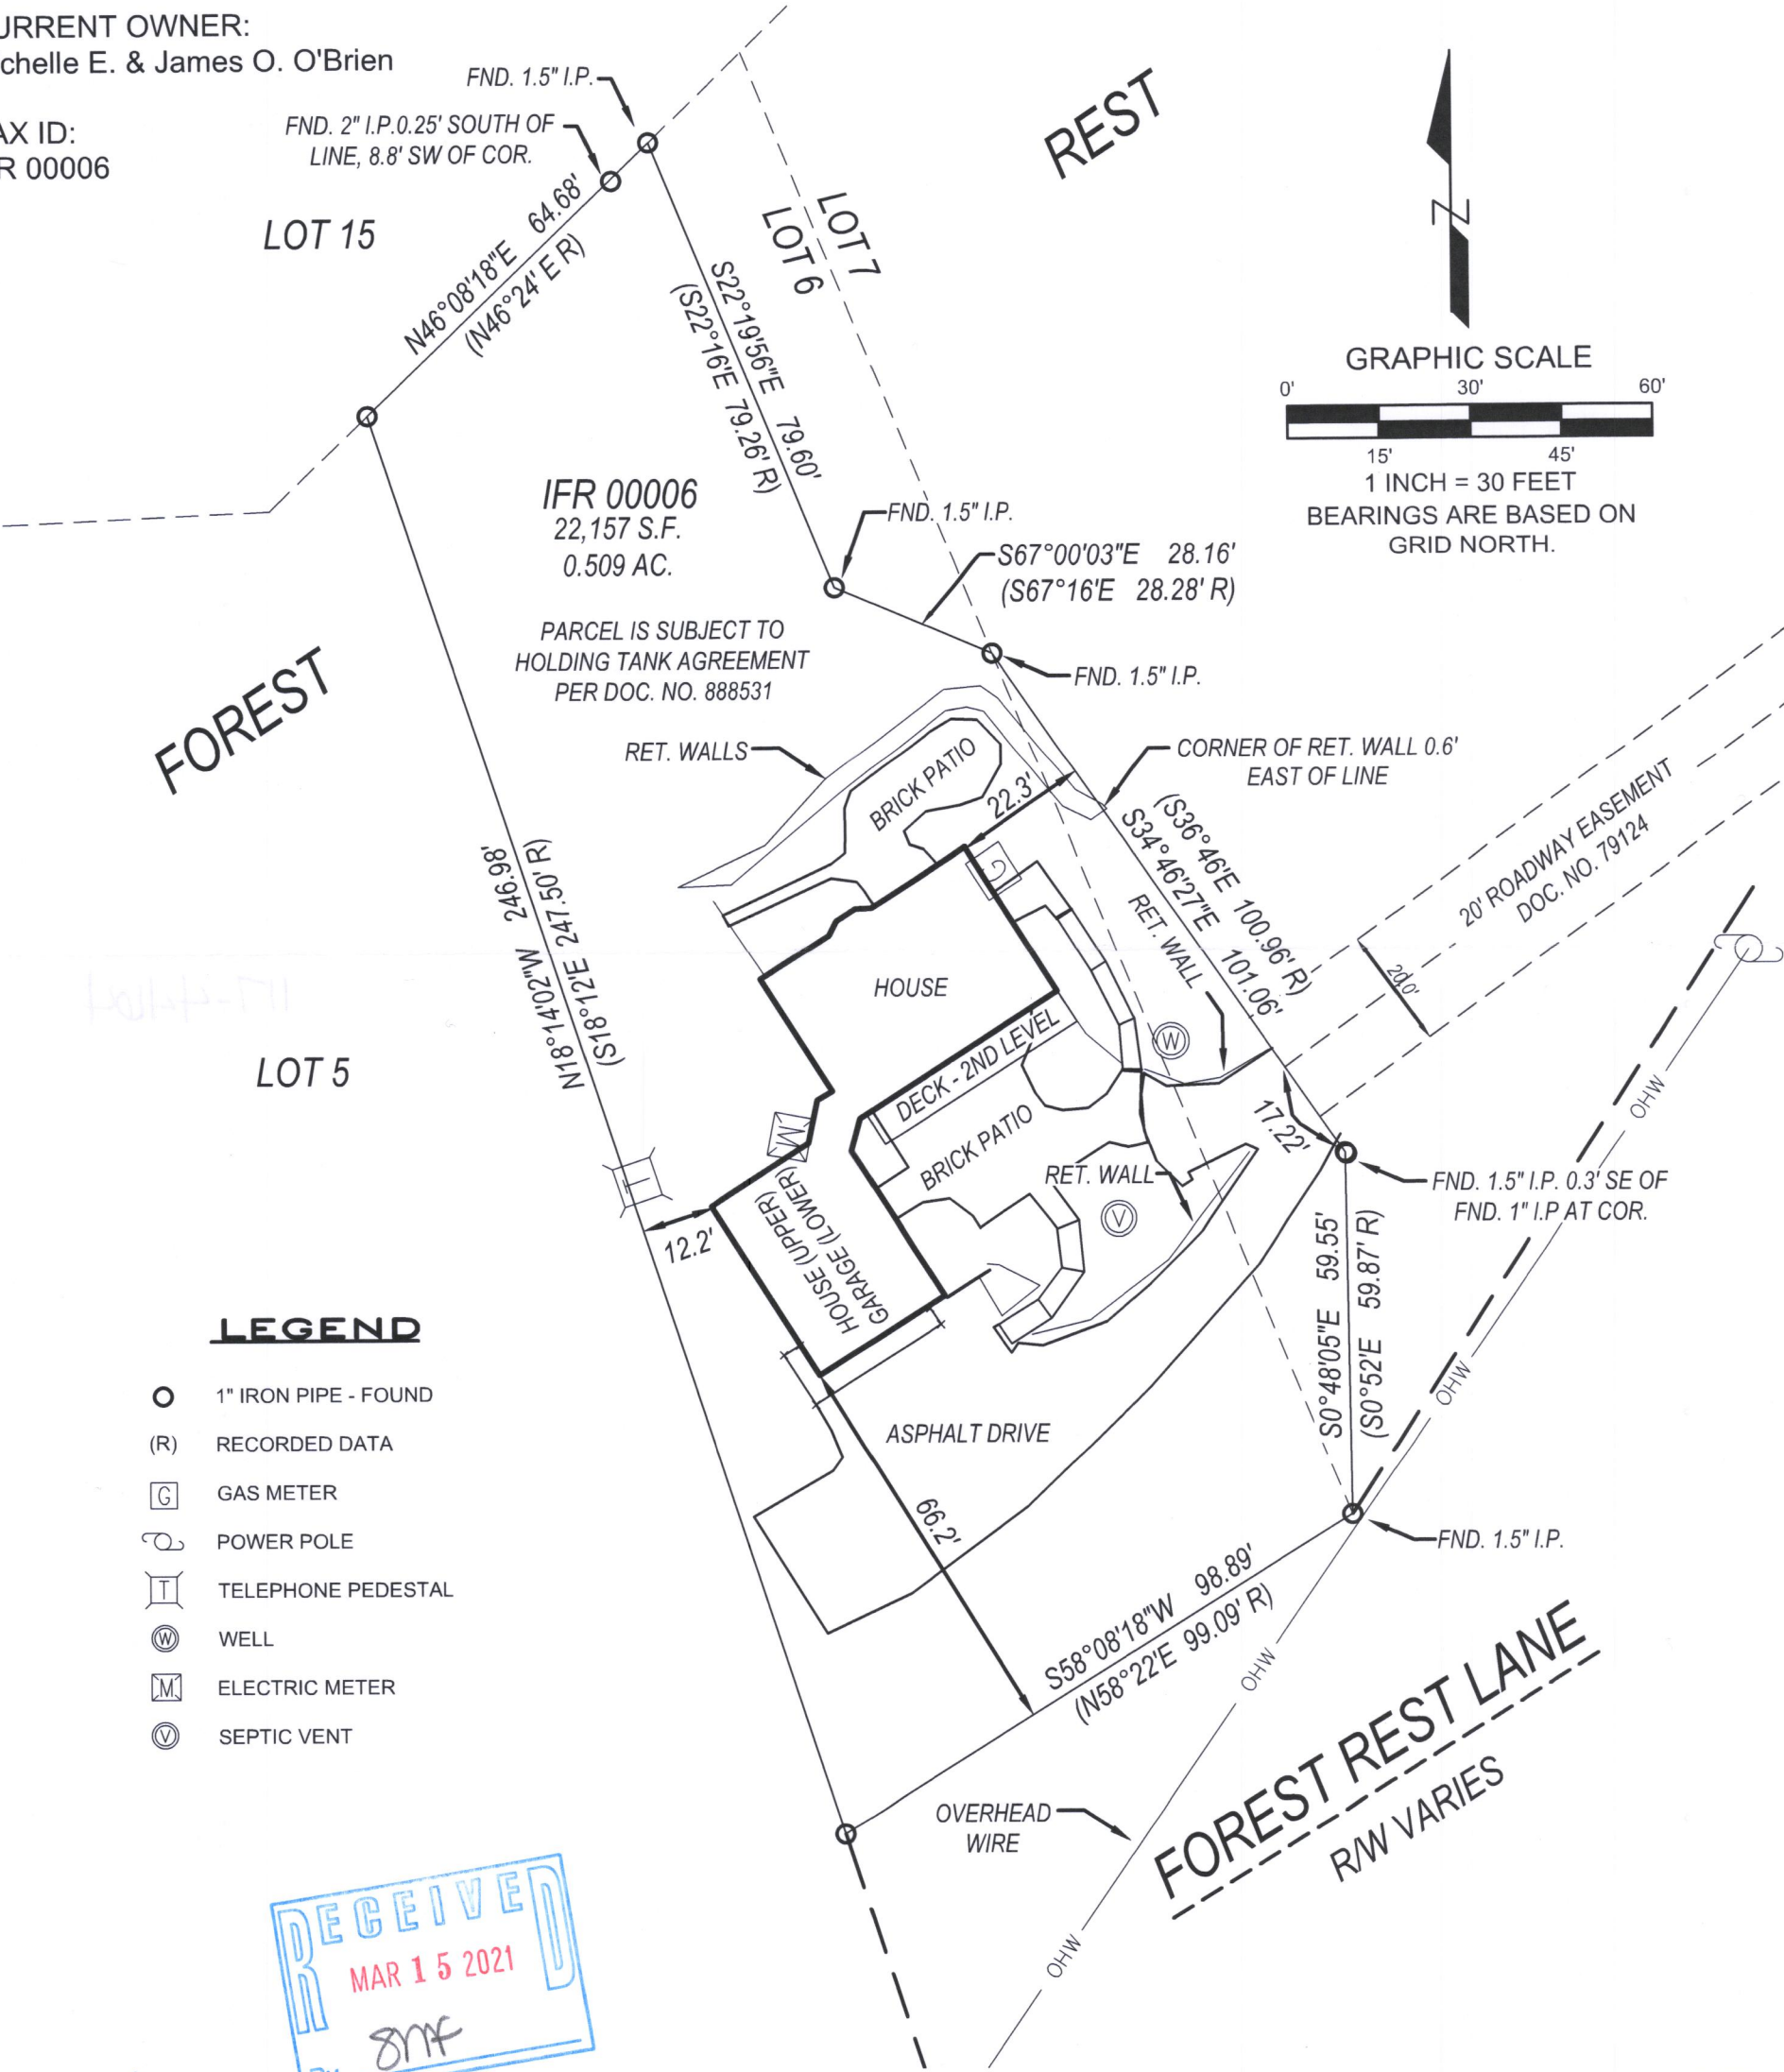 URRENT OWNER:
chelle E. & James O. O'Brien
AX ID:
R 00006
FND. 1.5" I.P.
FND. 2" I.P.0.25' SOUTH OF
LINE, 8.8' SW OF COR.
LOT 15
N46°08'18"E 64.68'
(N46°24' E R)
REST
LOT 7
LOT 6
S22°19'56"E 79.60'
(S22°16'E 79.26' R)
N
GRAPHIC SCALE
0' 30' 60'
15' 45'
1 INCH = 30 FEET
BEARINGS ARE BASED ON
GRID NORTH.
IFR 00006
22,157 S.F.
0.509 AC.
FND. 1.5" I.P.
S67°00'03"E 28.16'
(S67°16'E 28.28' R)
PARCEL IS SUBJECT TO
HOLDING TANK AGREEMENT
PER DOC. NO. 888531
FND. 1.5" I.P.
FOREST
RET. WALLS
BRICK PATIO
22.3'
CORNER OF RET. WALL 0.6'
EAST OF LINE
(S36°46'E 100.96' R)
S34°46'27"E 101.06'
20' ROADWAY EASEMENT
DOC. NO. 79124
20.0'
N18°14'02"W 246.98'
(S18°12'E 247.50' R)
G
RET. WALL
HOUSE
W
DECK - 2ND LEVEL
LOT 5
M
BRICK PATIO
17.22'
OHW
T
RET. WALL
FND. 1.5" I.P. 0.3' SE OF
FND. 1" I.P AT COR.
V
12.2'
HOUSE (UPPER)
GARAGE (LOWER)
S0°48'05"E 59.55'
(S0°52'E 59.87' R)
OHW
LEGEND
1" IRON PIPE - FOUND
(R) RECORDED DATA
G GAS METER
POWER POLE
T TELEPHONE PEDESTAL
W WELL
M ELECTRIC METER
V SEPTIC VENT
ASPHALT DRIVE
66.2'
FND. 1.5" I.P.
S58°08'18"W 98.89'
(N58°22'E 99.09' R)
OHW
OVERHEAD
WIRE
FOREST REST LANE
R/W VARIES
OHW
RECEIVED
MAR 15 2021